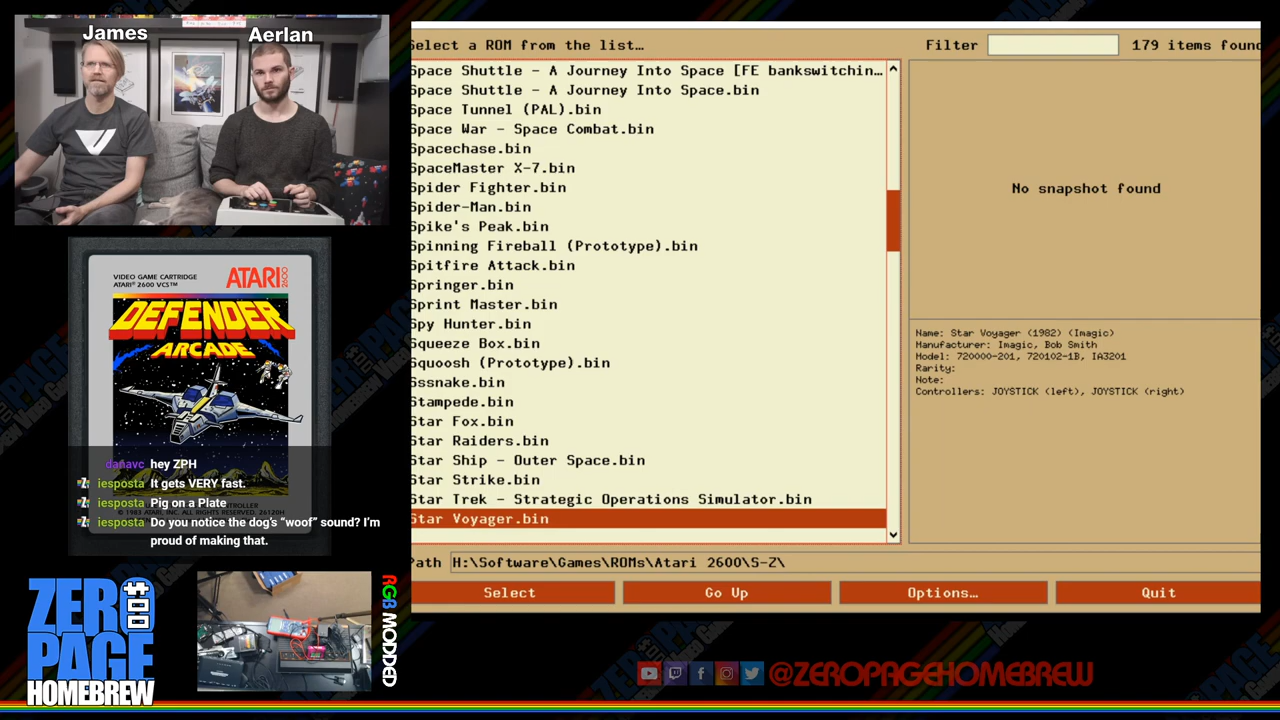 James
Aerlan
VIDEO GAME CARTRIDGE
ATARI® 2600 VCS™
ATARI 2600
DEFENDER
ARCADE
danavc hey ZPH
iesposta It gets VERY fast.
iesposta Pig on a Plate
iesposta Do you notice the dog's "woof" sound? I'm
proud of making that.
ZERO
PAGE
HOMEBREW
RGB MODDED
Select a ROM from the list…
Filter
179 items found
Space Shuttle - A Journey Into Space [FE bankswitchin…
Space Shuttle - A Journey Into Space.bin
Space Tunnel (PAL).bin
Space War - Space Combat.bin
Spacechase.bin
SpaceMaster X-7.bin
Spider Fighter.bin
Spider-Man.bin
Spike's Peak.bin
Spinning Fireball (Prototype).bin
Spitfire Attack.bin
Springer.bin
Sprint Master.bin
Spy Hunter.bin
Squeeze Box.bin
Squoosh (Prototype).bin
Sssnake.bin
Stampede.bin
Star Fox.bin
Star Raiders.bin
Star Ship - Outer Space.bin
Star Strike.bin
Star Trek - Strategic Operations Simulator.bin
Star Voyager.bin
No snapshot found
Name: Star Voyager (1982) (Imagic)
Manufacturer: Imagic, Bob Smith
Model: 720000-201, 720102-1B, IA3201
Rarity:
Note:
Controllers: JOYSTICK (left), JOYSTICK (right)
Path H:\Software\Games\ROMs\Atari 2600\S-Z\
Select
Go Up
Options…
Quit
@ZEROPAGEHOMEBREW